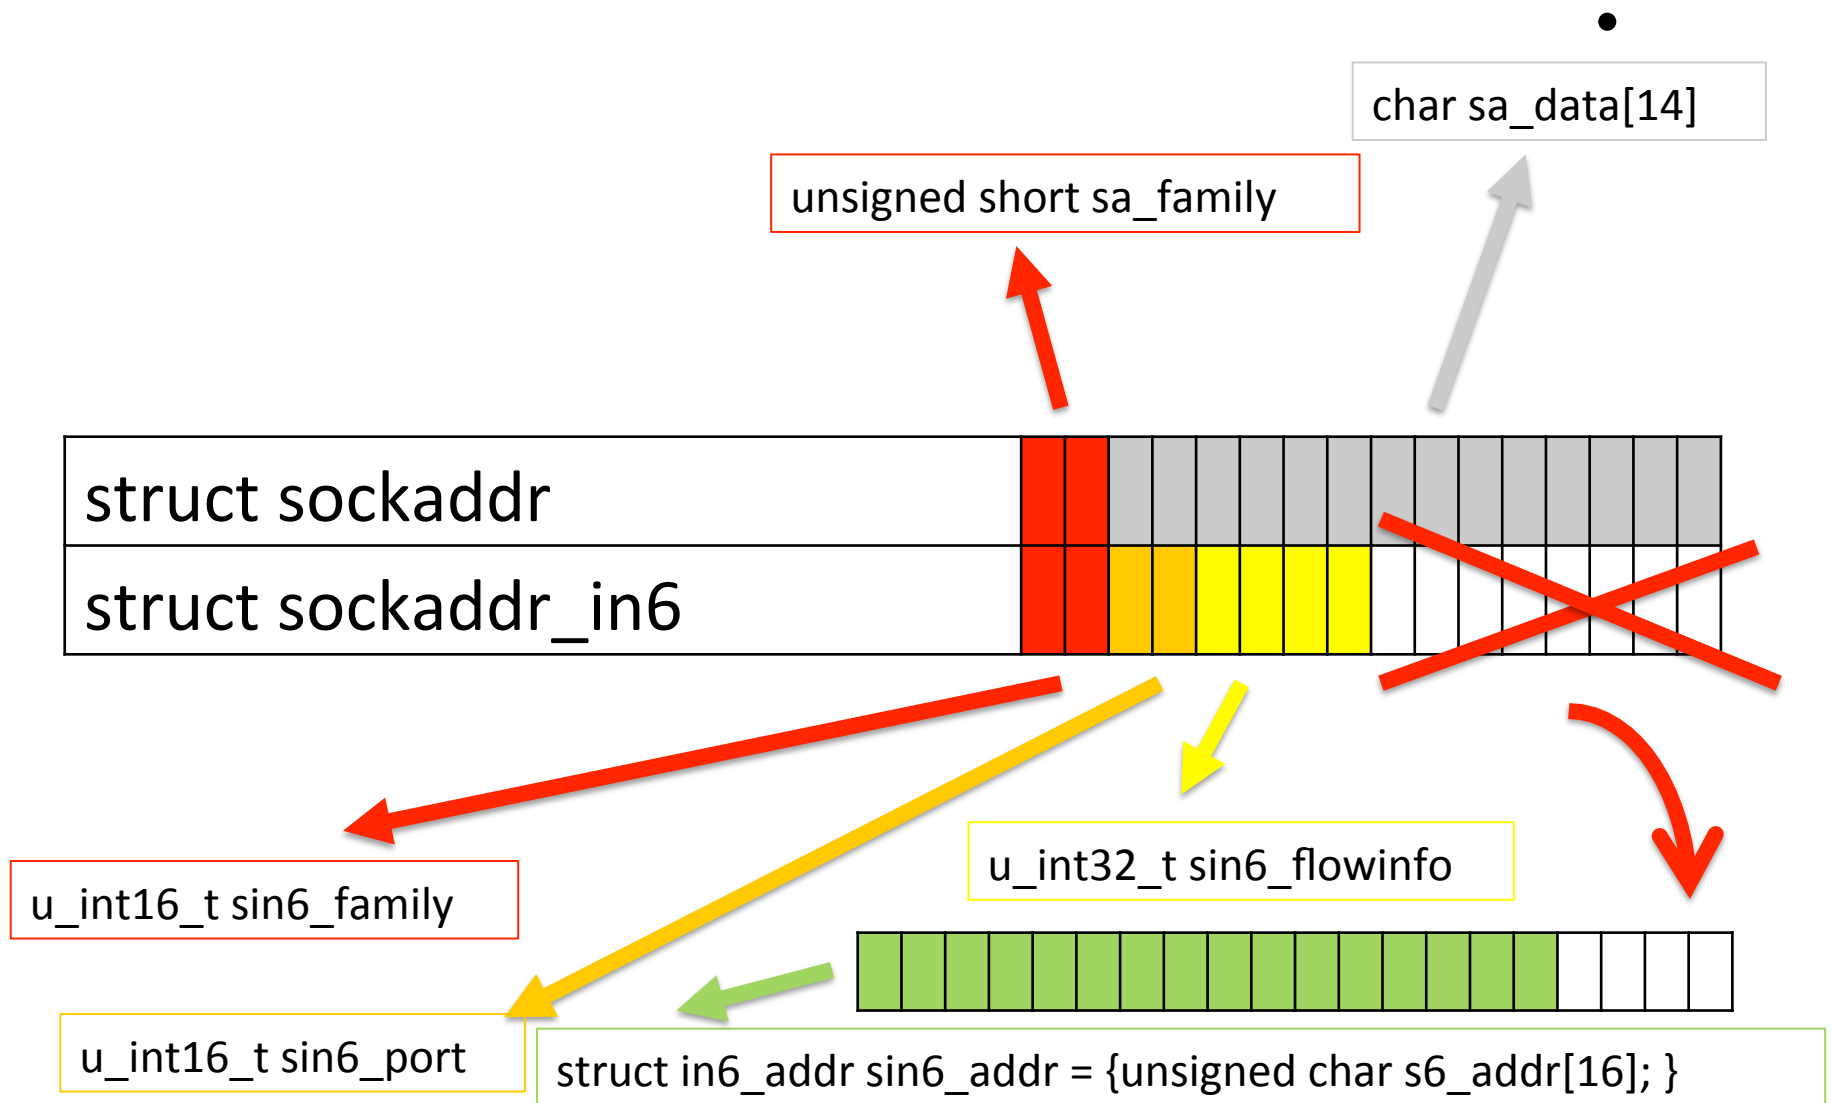 •
char sa_data[14]
unsigned short sa_family
struct sockaddr
struct sockaddr_in6
u_int32_t sin6_flowinfo
u_int16_t sin6_family
u_int16_t sin6_port
struct in6_addr sin6_addr = {unsigned char s6_addr[16]; }